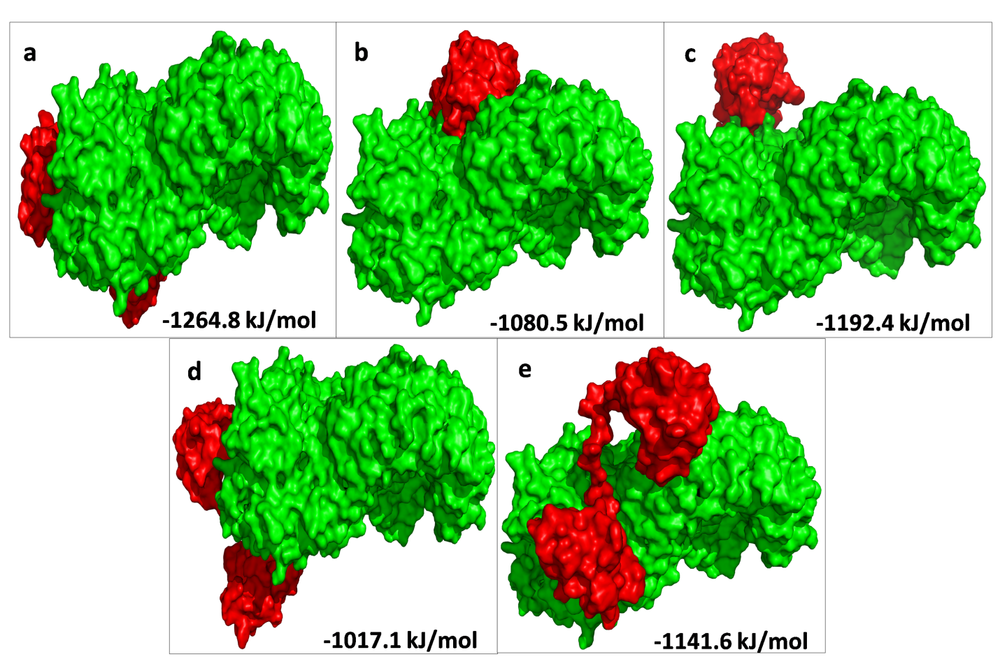 a
-1264.8 kJ/mol
b
-1080.5 kJ/mol
c
-1192.4 kJ/mol
d
-1017.1 kJ/mol
e
-1141.6 kJ/mol